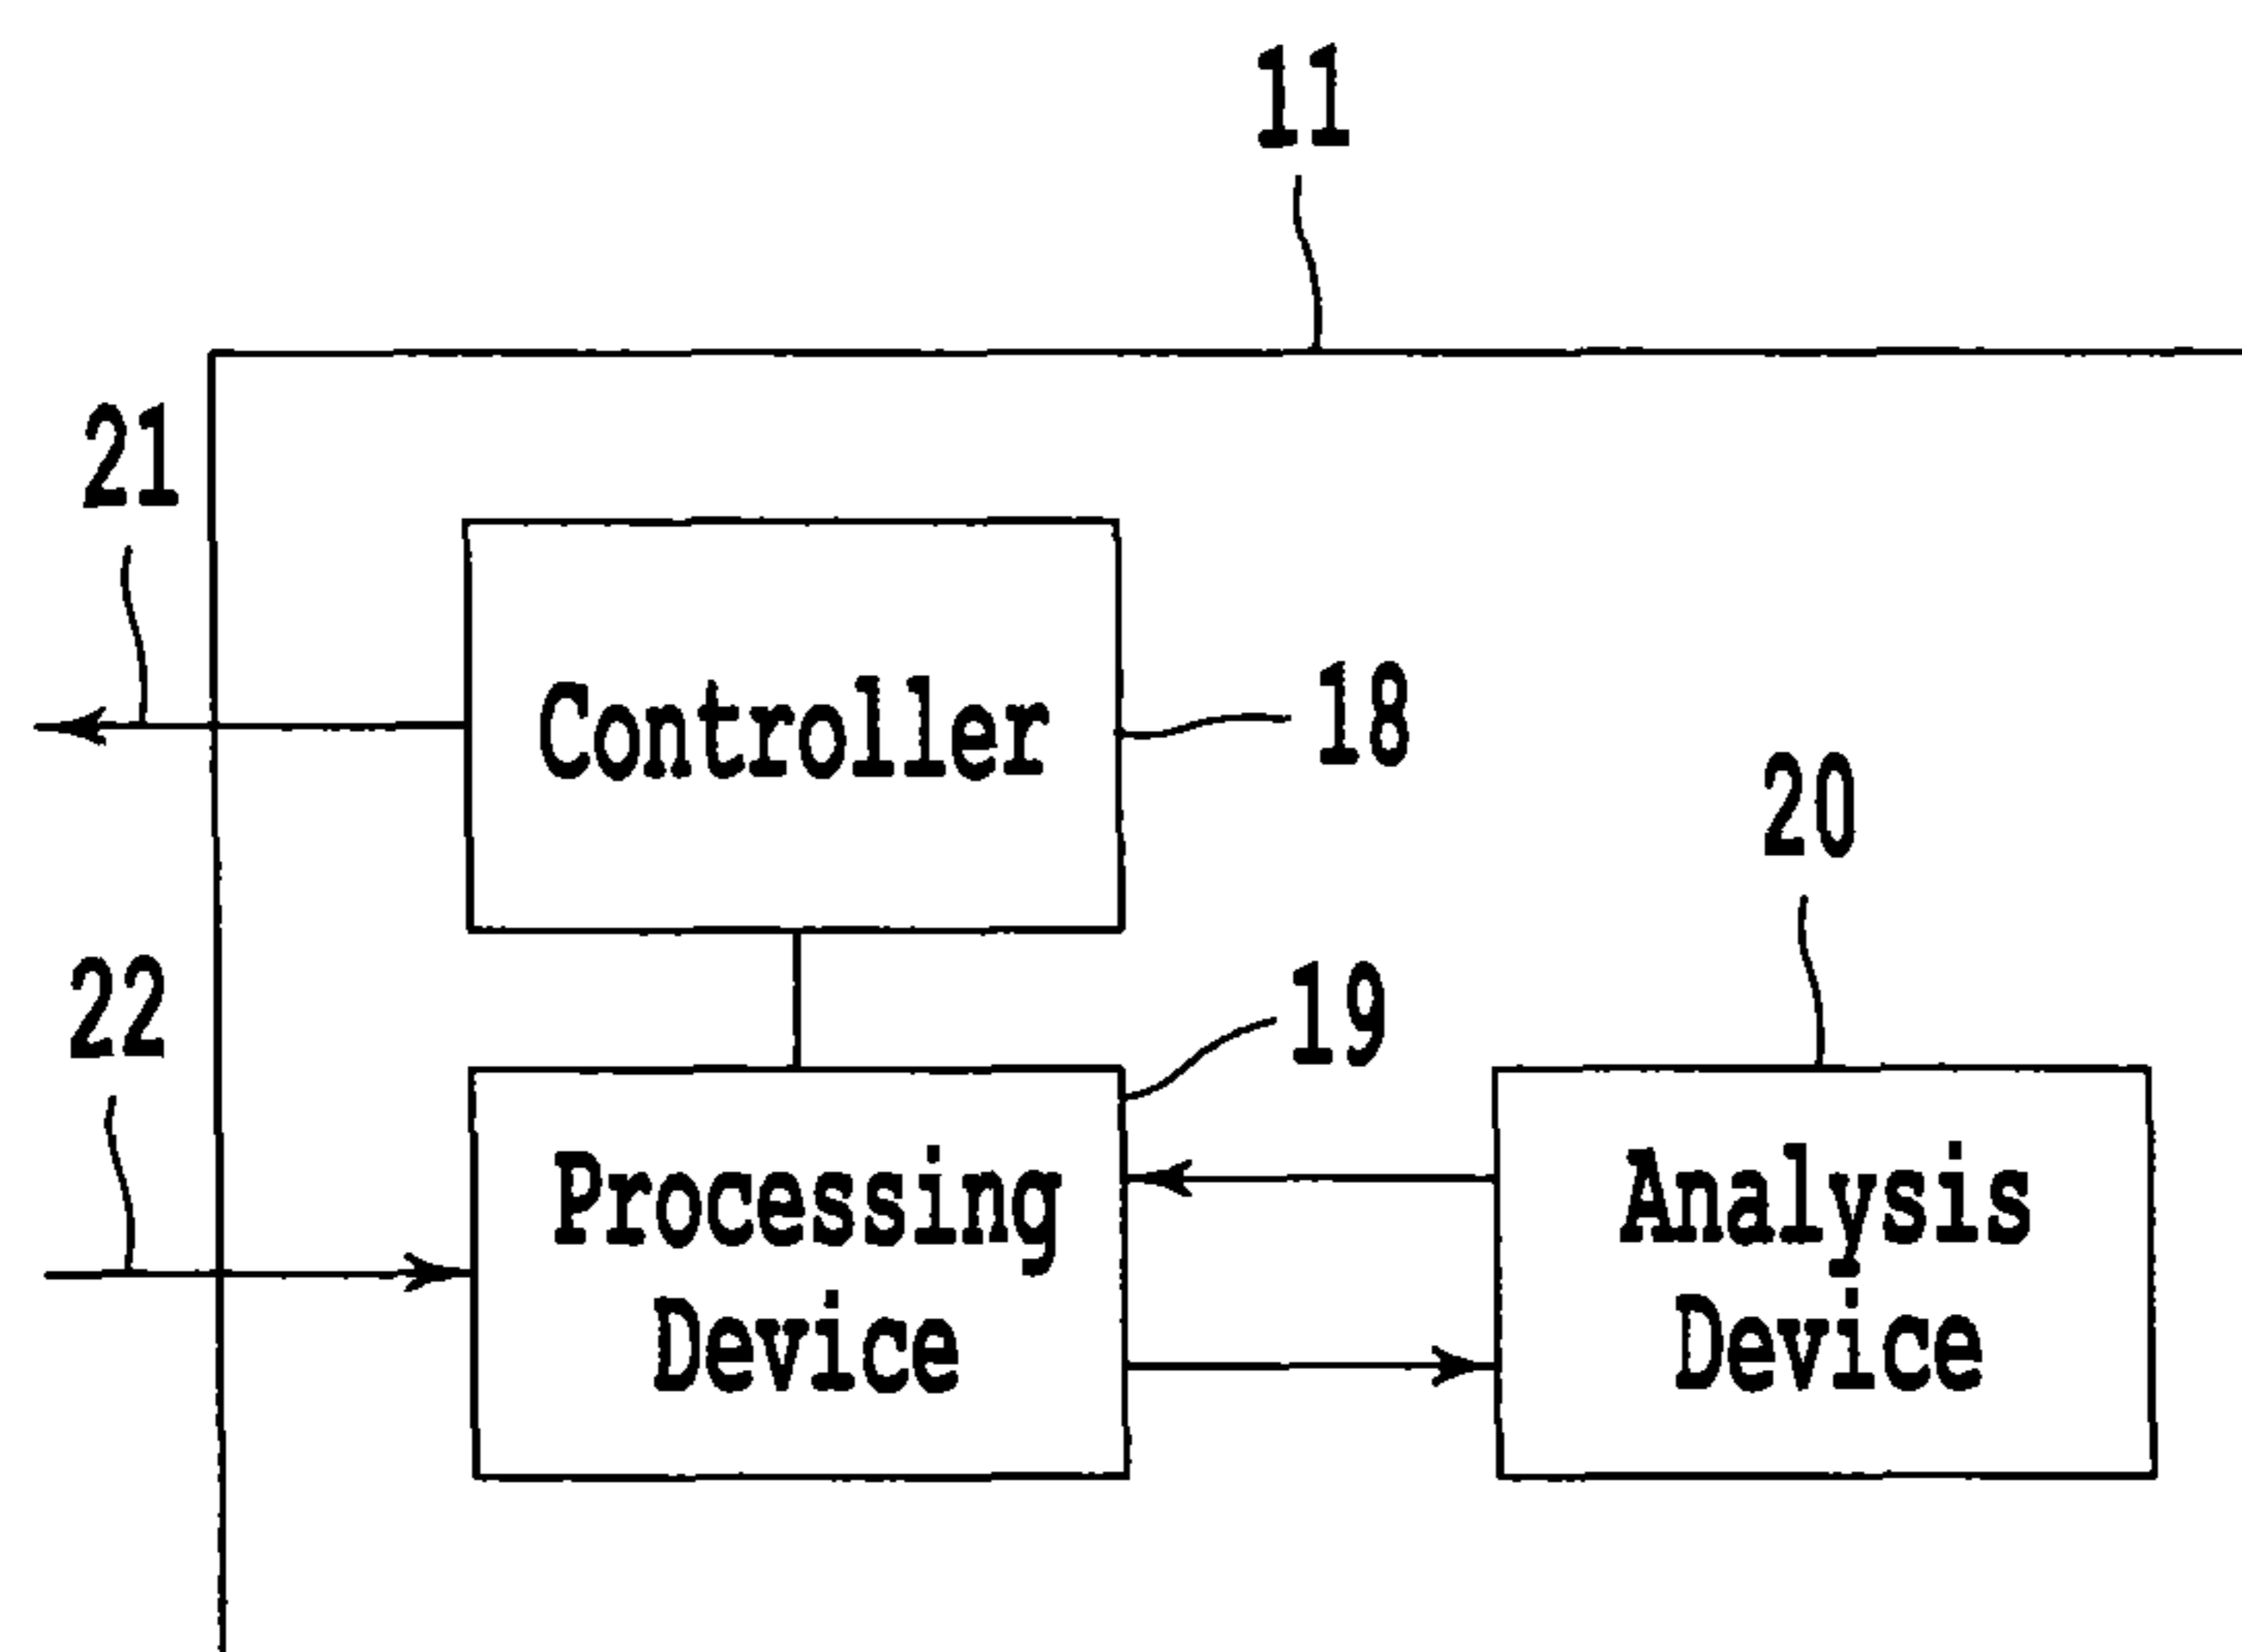 11
21
Controller
18
20
22
19
Processing
Device
Analysis
Device